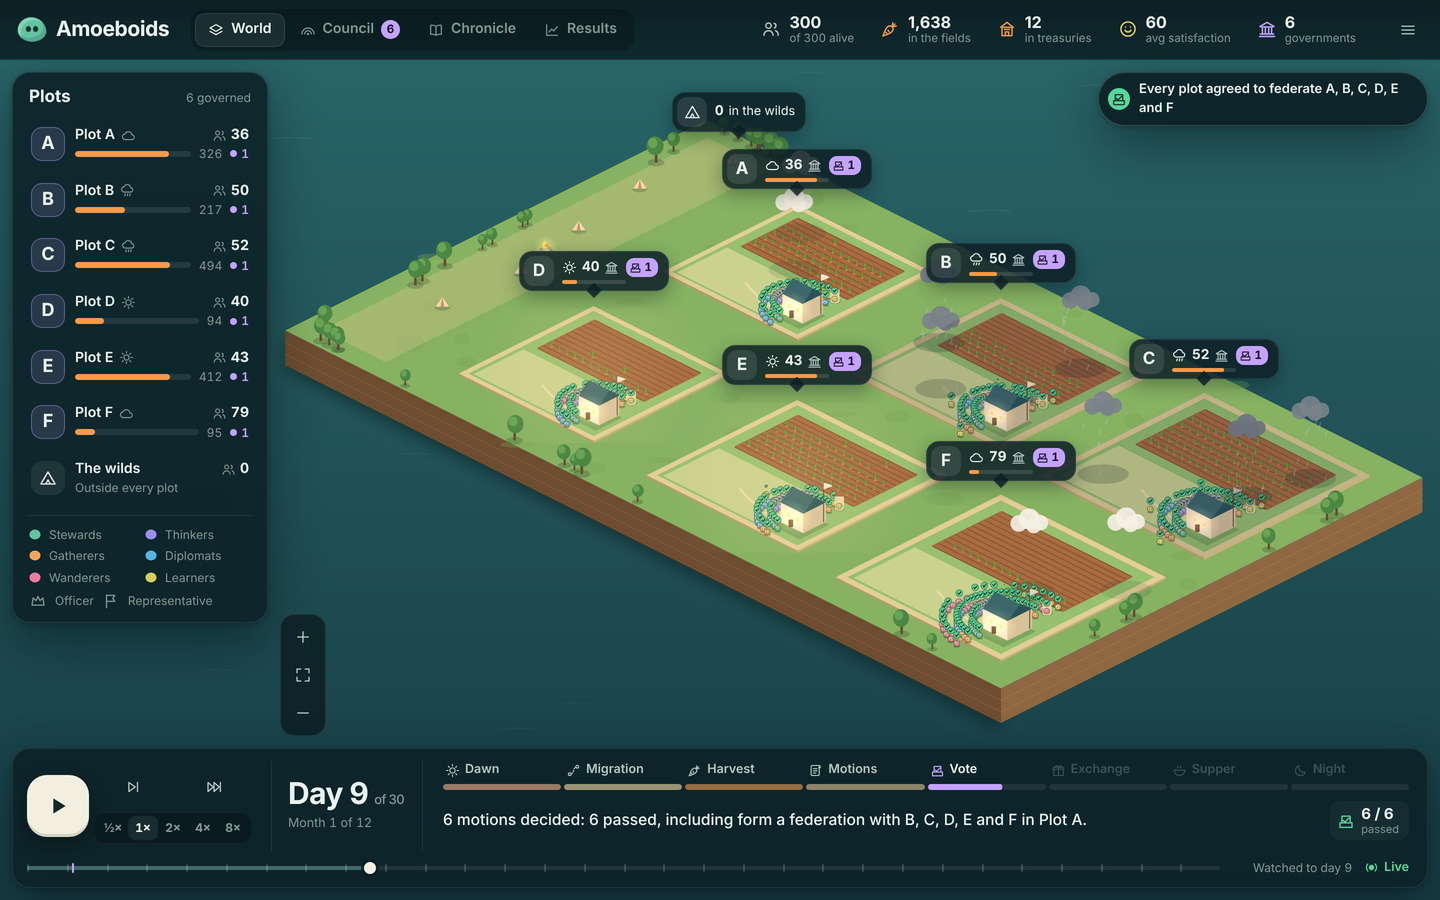 Amoeboids
World
Council 6
Chronicle
Results
300
of 300 alive
1,638
in the fields
12
in treasuries
60
avg satisfaction
6
governments
Plots
6 governed
A
Plot A
36
326
1
B
Plot B
50
217
1
C
Plot C
52
494
1
D
Plot D
40
94
1
E
Plot E
43
412
1
F
Plot F
79
95
1
The wilds
0
Outside every plot
Stewards
Thinkers
Gatherers
Diplomats
Wanderers
Learners
Officer
Representative
0 in the wilds
A 36 1
B 50 1
D 40 1
E 43 1
C 52 1
F 79 1
Every plot agreed to federate A, B, C, D, E
and F
½× 1× 2× 4× 8×
Day 9 of 30
Month 1 of 12
Dawn
Migration
Harvest
Motions
Vote
Exchange
Supper
Night
6 motions decided: 6 passed, including form a federation with B, C, D, E and F in Plot A.
6 / 6
passed
Watched to day 9
Live